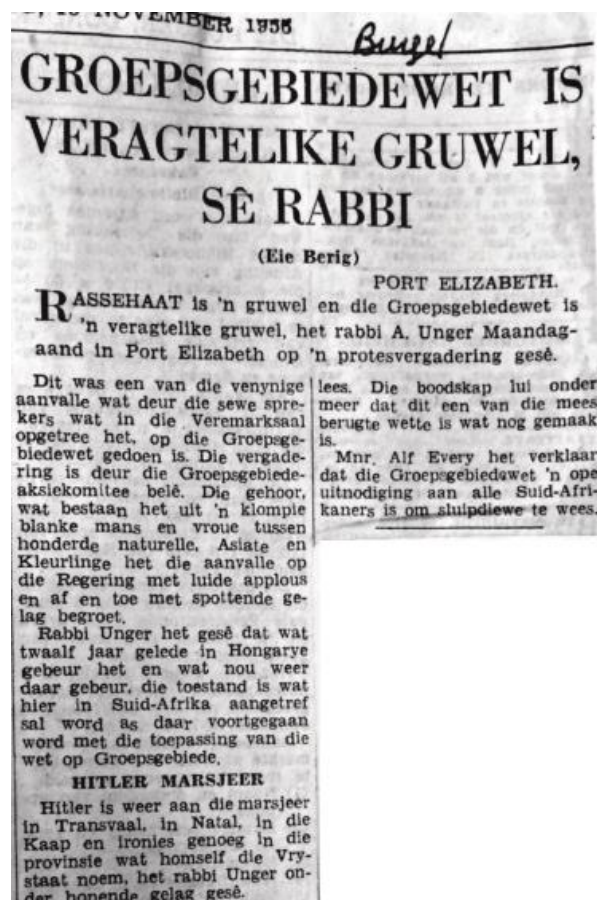 NOVEMBER 1956
Burger
GROEPSGEBIEDEWET IS
VERAGTELIKE GRUWEL,
SÊ RABBI
(Eie Berig)
PORT ELIZABETH.
RASSEHAAT is 'n gruwel en die Groepsgebiedewet is
'n veragtelike gruwel, het rabbi A. Unger Maandag-
aand in Port Elizabeth op 'n protesvergadering gesê.
Dit was een van die venynige
aanvalle wat deur die sewe spre-
kers wat in die Veremarksaal
opgetree het, op die Groepsge-
biedewet gedoen is. Die vergade-
ring is deur die Groepsgebiede-
aksiekomitee belê. Die gehoor,
wat bestaan het uit 'n klompie
blanke mans en vroue tussen
honderde naturelle, Asiate en
Kleurlinge het die aanvalle op
die Regering met luide applous
en af en toe met spottende ge-
lag begroet.
Rabbi Unger het gesê dat wat
twaalf jaar gelede in Hongarye
gebeur het en wat nou weer
daar gebeur, die toestand is wat
hier in Suid-Afrika aangetref
sal word as daar voortgegaan
word met die toepassing van die
wet op Groepsgebiede.
HITLER MARSJEER
Hitler is weer aan die marsjeer
in Transvaal, in Natal, in die
Kaap en ironies genoeg in die
provinsie wat homself die Vry-
staat noem, het rabbi Unger on-
der honende gelag gesê.
lees. Die boodskap lui onder
meer dat dit een van die mees
berugte wette is wat nog gemaak
is.
Mnr. Alf Every het verklaar
dat die Groepsgebiedewet 'n ope
uitnodiging aan alle Suid-Afri-
kaners is om sluipdiewe te wees.